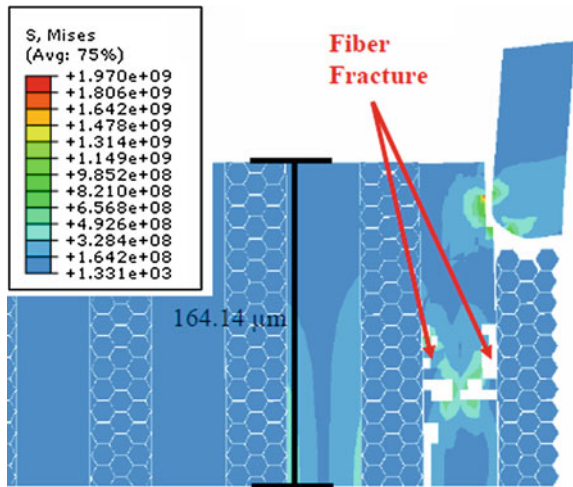 S, Mises
(Avg: 75%)
+1.970e+09
+1.806e+09
+1.642e+09
+1.478e+09
+1.314e+09
+1.149e+09
+9.852e+08
+8.210e+08
+6.568e+08
+4.926e+08
+3.284e+08
+1.642e+08
+1.331e+03
Fiber
Fracture
164.14 µm